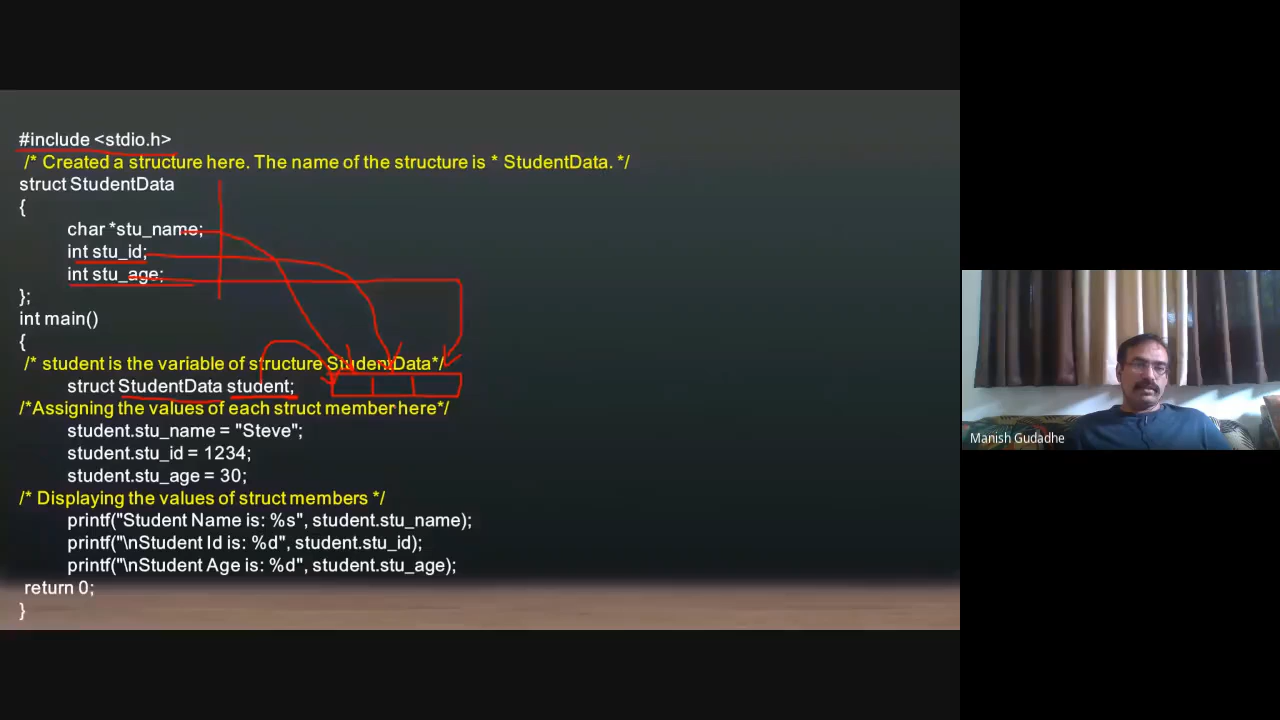 #include <stdio.h>
/* Created a structure here. The name of the structure is * StudentData. */
struct StudentData
{
char *stu_name;
int stu_id;
int stu_age;
};
int main()
{
/* student is the variable of structure StudentData*/
struct StudentData student;
/*Assigning the values of each struct member here*/
student.stu_name = "Steve";
student.stu_id = 1234;
student.stu_age = 30;
/* Displaying the values of struct members */
printf("Student Name is: %s", student.stu_name);
printf("\nStudent Id is: %d", student.stu_id);
printf("\nStudent Age is: %d", student.stu_age);
return 0;
}
Manish Gudadhe